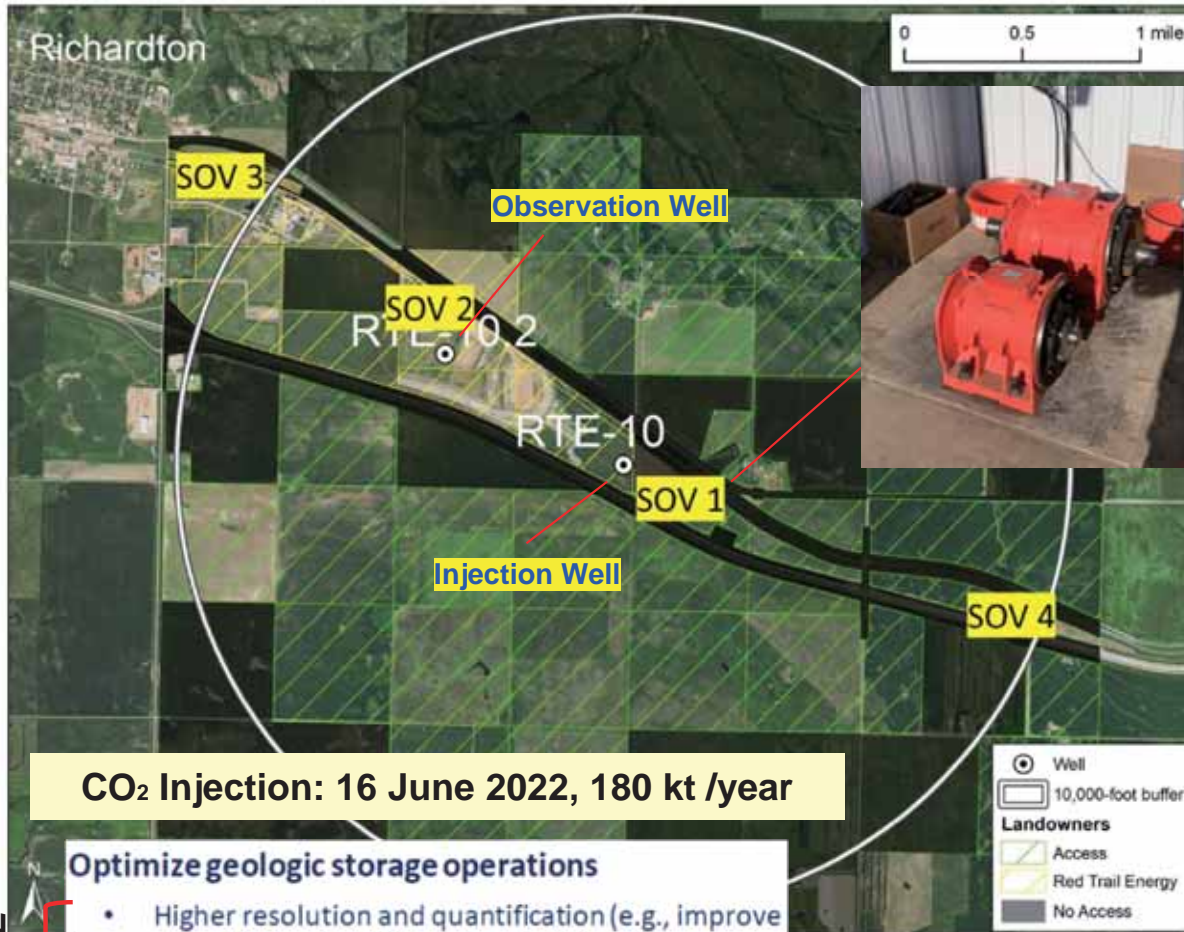 Richardton
0 0.5 1 mile
SOV 3
Observation Well
SOV 2
RTE-10.2
RTE-10
SOV 1
Injection Well
SOV 4
CO₂ Injection: 16 June 2022, 180 kt /year
Well
10,000-foot buffer
Landowners
Access
Red Trail Energy
No Access
Optimize geologic storage operations
• Higher resolution and quantification (e.g., improve
N